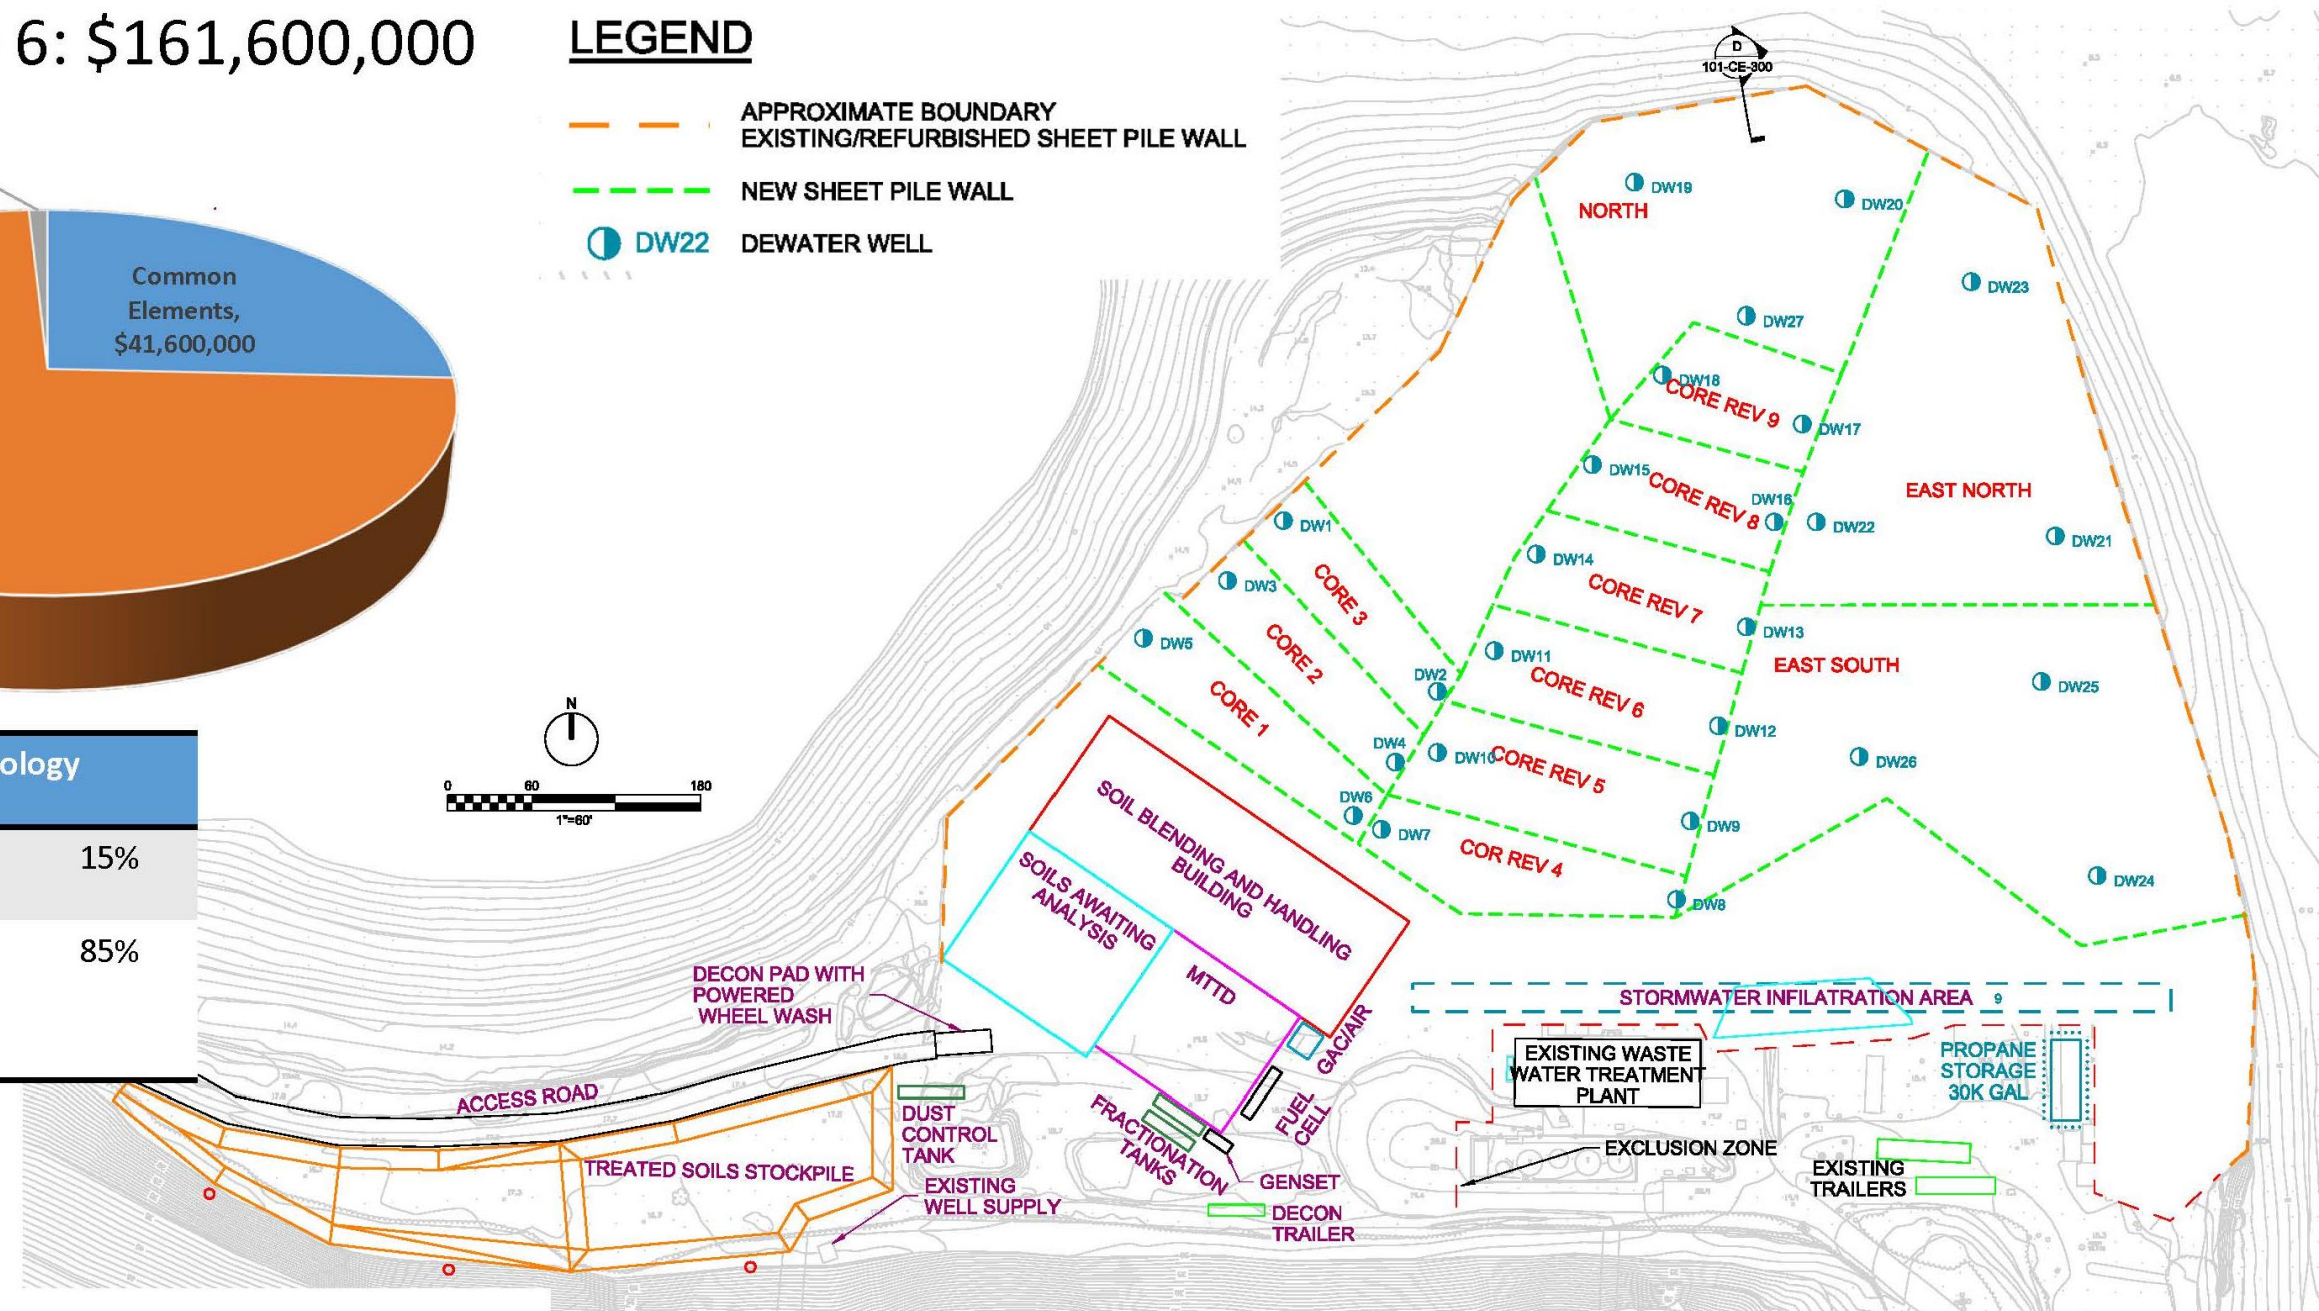 6: $161,600,000
LEGEND
APPROXIMATE BOUNDARY
EXISTING/REFURBISHED SHEET PILE WALL
NEW SHEET PILE WALL
DW22
DEWATER WELL
Common
Elements,
$41,600,000
ology
15%
85%
N
0 60 180
1"=60'
D
101-CE-300
DW19
NORTH
DW20
DW23
DW27
DW18
CORE REV 9
DW17
DW15
CORE REV 8
DW16
DW22
EAST NORTH
DW21
DW1
DW14
CORE REV 7
DW3
CORE 3
DW13
DW5
CORE 2
DW11
EAST SOUTH
DW2
CORE REV 6
DW25
CORE 1
DW12
DW4
DW10
CORE REV 5
DW26
DW6
DW7
DW9
COR REV 4
DW24
DW8
SOIL BLENDING AND HANDLING
BUILDING
SOILS AWAITING
ANALYSIS
MTTD
DECON PAD WITH
POWERED
WHEEL WASH
STORMWATER INFILATRATION AREA 9
GAC/AIR
EXISTING WASTE
WATER TREATMENT
PLANT
PROPANE
STORAGE
30K GAL
ACCESS ROAD
DUST
CONTROL
TANK
FRACTIONATION
TANKS
FUEL
CELL
EXCLUSION ZONE
TREATED SOILS STOCKPILE
EXISTING
WELL SUPPLY
GENSET
EXISTING
TRAILERS
DECON
TRAILER